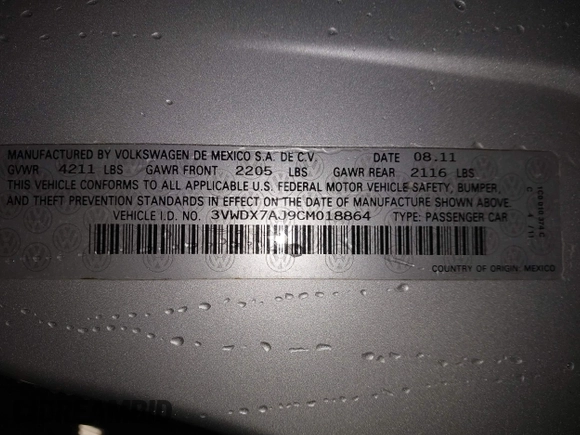 MANUFACTURED BY VOLKSWAGEN DE MEXICO S.A. DE C.V. DATE 08.11
GVWR 4211 LBS GAWR FRONT 2205 LBS GAWR REAR 2116 LBS
THIS VEHICLE CONFORMS TO ALL APPLICABLE U.S. FEDERAL MOTOR VEHICLE SAFETY, BUMPER,
AND THEFT PREVENTION STANDARDS IN EFFECT ON THE DATE OF MANUFACTURE SHOWN ABOVE.
VEHICLE I.D. NO. 3VWDX7AJ9CM018864 TYPE: PASSENGER CAR
COUNTRY OF ORIGIN: MEXICO